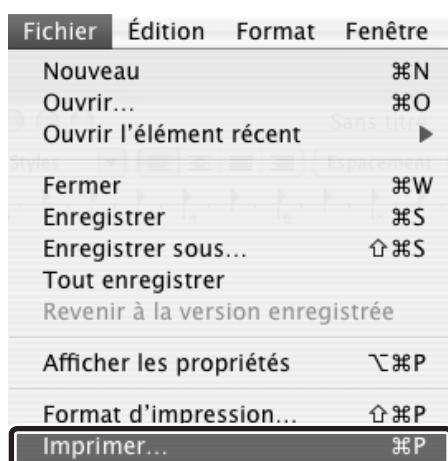 Fichier Édition Format Fenêtre
Nouveau ⌘N
Ouvrir... ⌘O
Ouvrir l'élément récent ▶
Fermer ⌘W
Enregistrer ⌘S
Enregistrer sous... ⇧⌘S
Tout enregistrer
Revenir à la version enregistrée
Afficher les propriétés ⌥⌘P
Format d'impression... ⇧⌘P
Imprimer... ⌘P
Sans titre
Styles Espacement